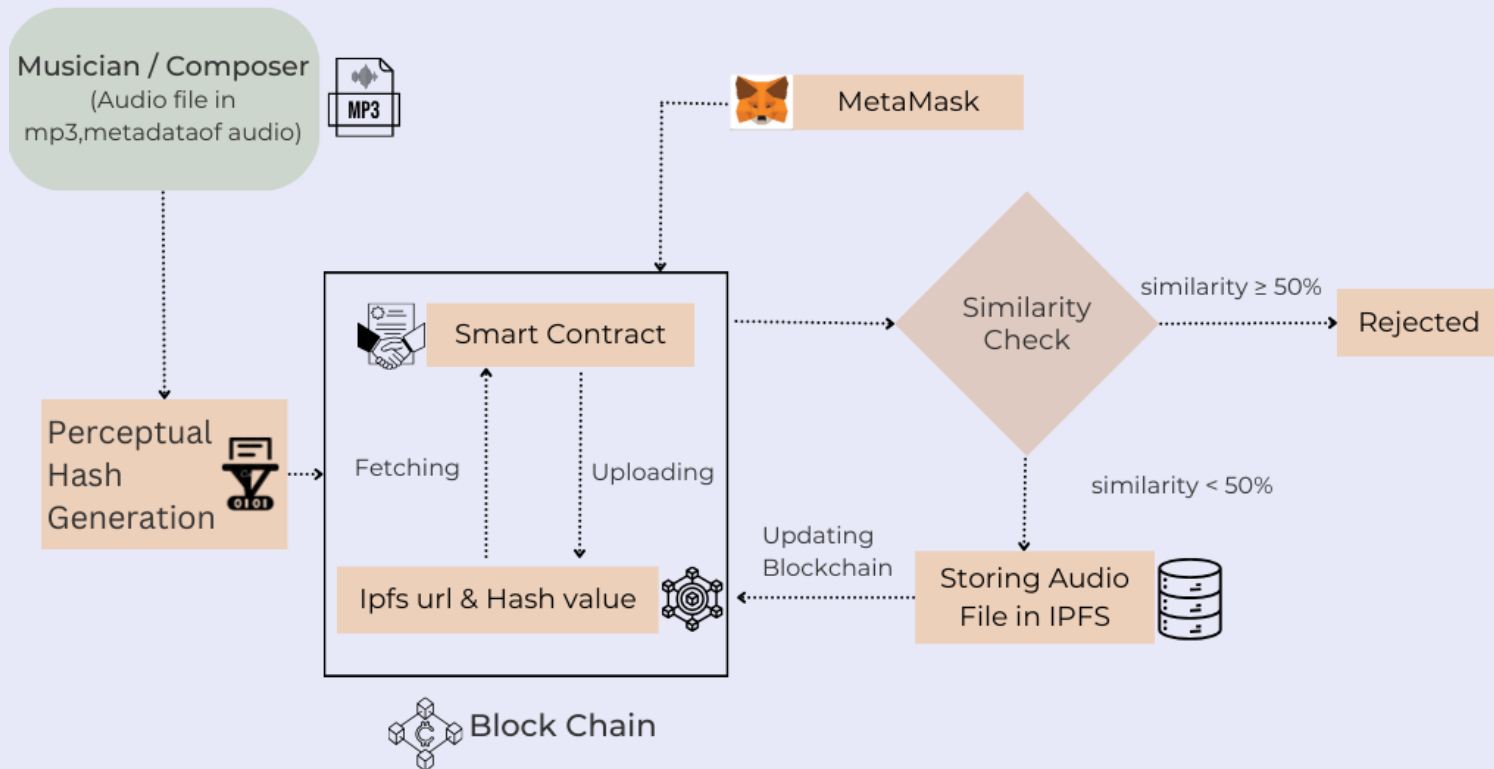 Musician / Composer
(Audio file in
mp3,metadataof audio)
MP3
MetaMask
Similarity
Check
similarity ≥ 50%
Rejected
Smart Contract
Perceptual
Hash
Generation
0101
Fetching
Uploading
similarity < 50%
Updating
Blockchain
Ipfs url & Hash value
Storing Audio
File in IPFS
Block Chain